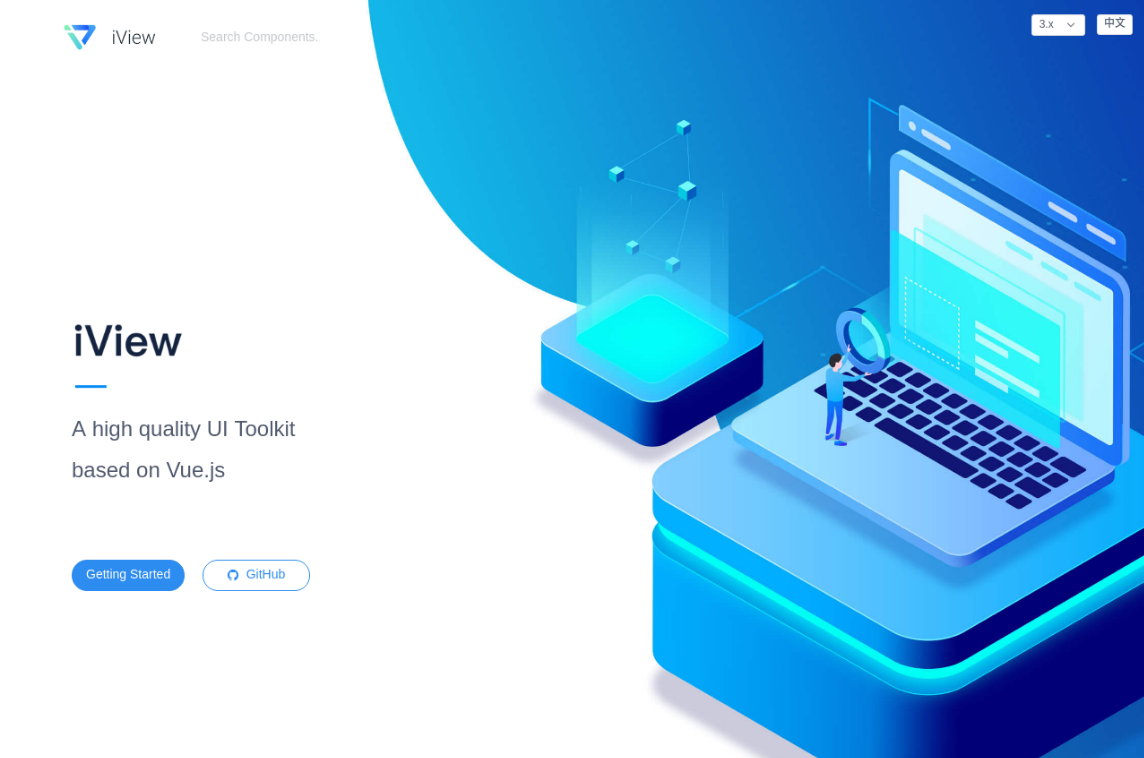 iView
Search Components.
3.x
中文
iView
A high quality UI Toolkit
based on Vue.js
Getting Started
GitHub